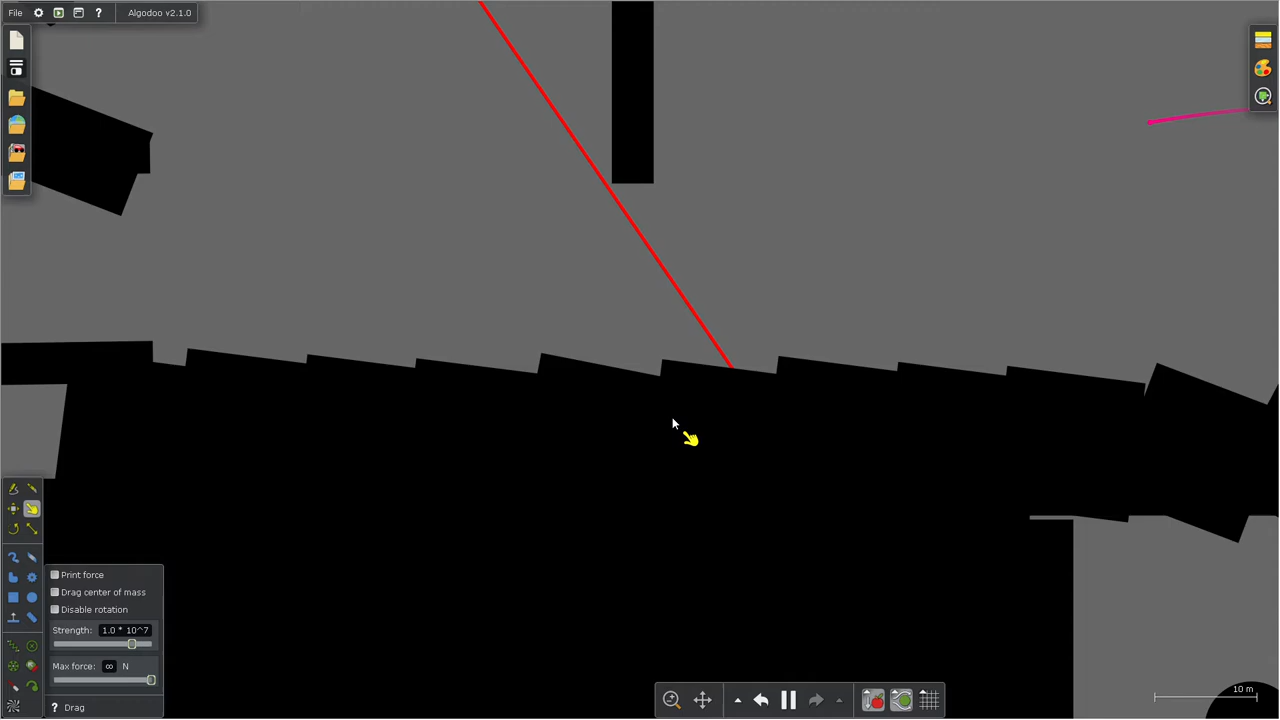 File ? Algodoo v2.1.0
Print force
Drag center of mass
Disable rotation
Strength: 1.0 * 10^7
Max force: ∞ N
? Drag
10 m